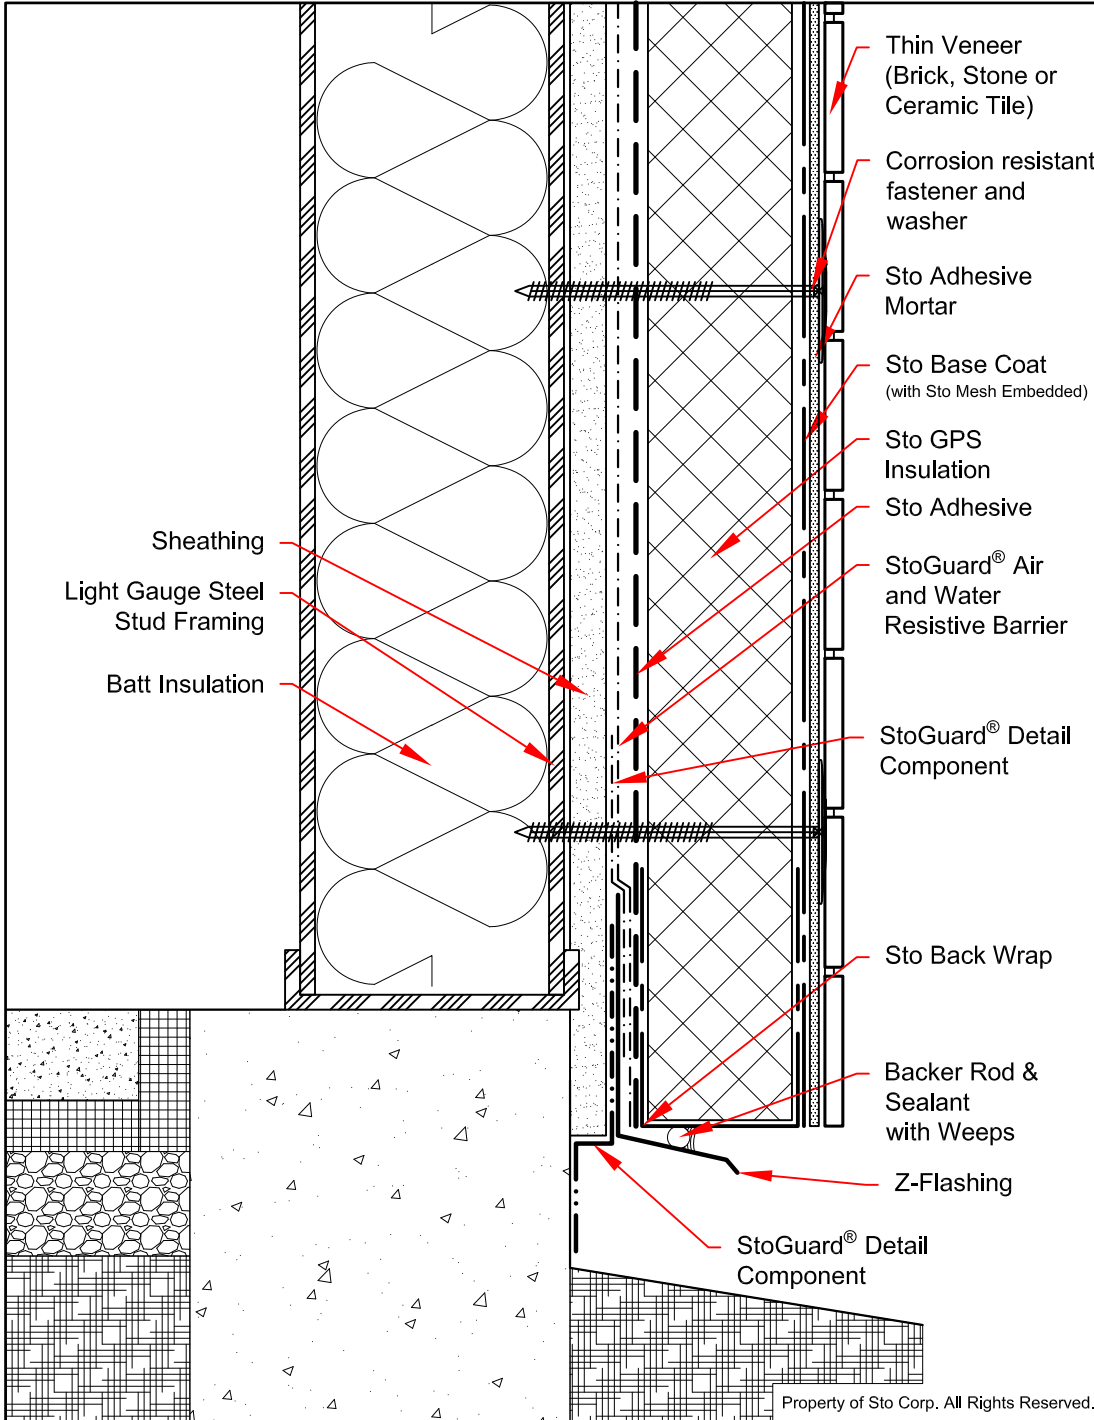 Thin Veneer
(Brick, Stone or
Ceramic Tile)
Corrosion resistant
fastener and
washer
Sto Adhesive
Mortar
Sto Base Coat
(with Sto Mesh Embedded)
Sto GPS
Insulation
Sto Adhesive
StoGuard® Air
and Water
Resistive Barrier
StoGuard® Detail
Component
Sheathing
Light Gauge Steel
Stud Framing
Batt Insulation
Sto Back Wrap
Backer Rod &
Sealant
with Weeps
Z-Flashing
StoGuard® Detail
Component
Property of Sto Corp. All Rights Reserved.